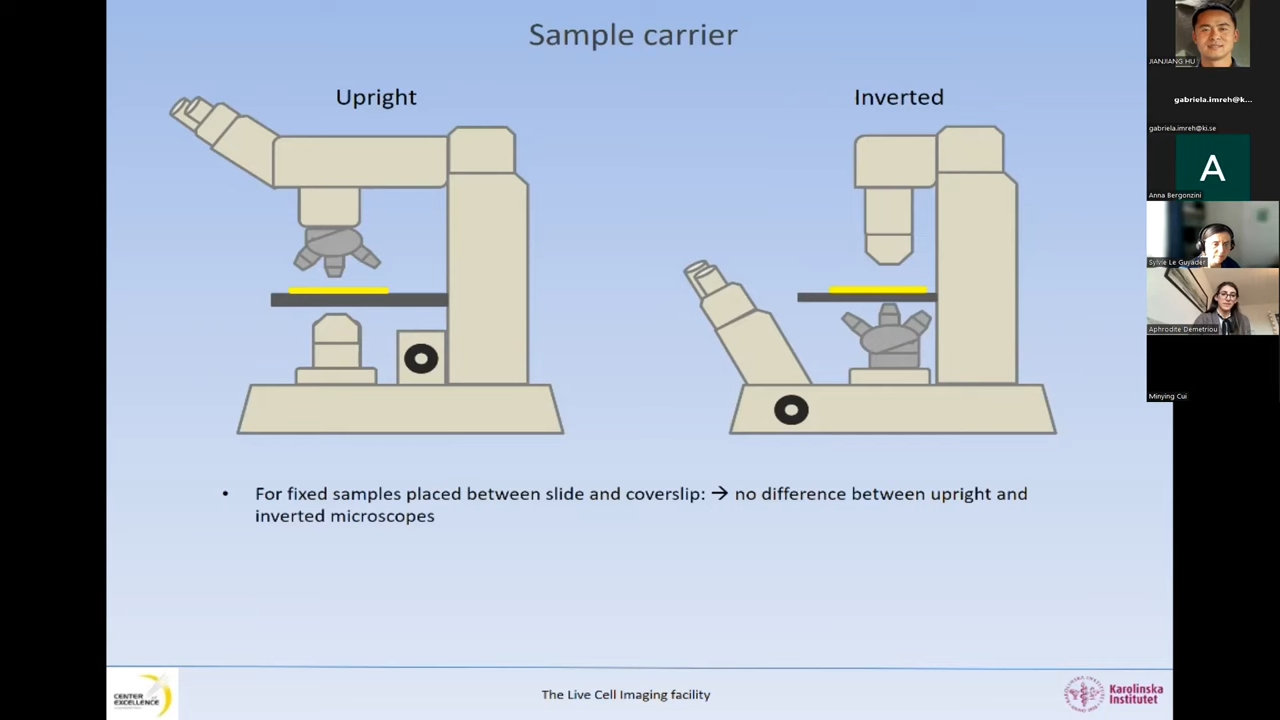 Sample carrier
Upright
Inverted
• For fixed samples placed between slide and coverslip: → no difference between upright and
inverted microscopes
The Live Cell Imaging facility
CENTER
EXCELLENCE
Karolinska
Institutet
JIANJIANG HU
gabriela.imreh@k...
gabriela.imreh@ki.se
A
Anna Bergonzini
Sylvie Le Guyader
Aphrodite Demetriou
Minying Cui